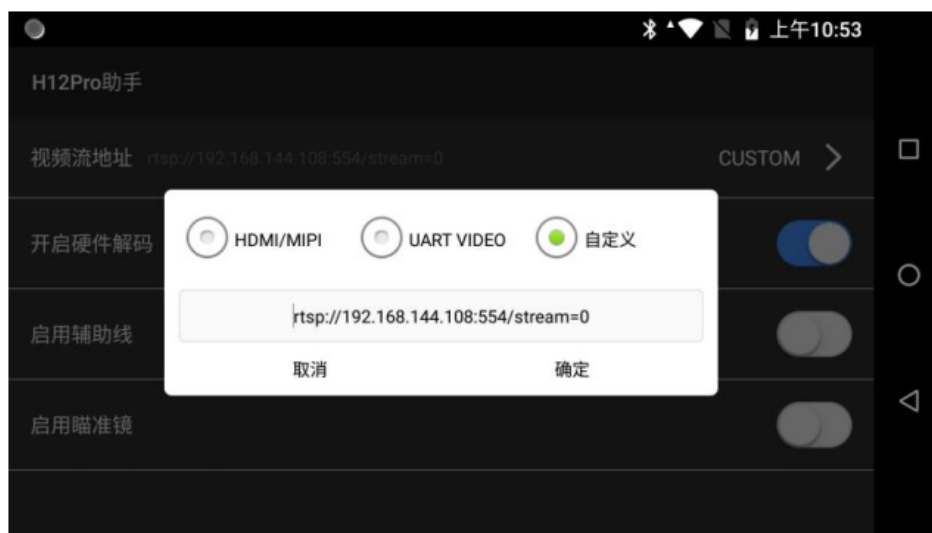 上午10:53
H12Pro助手
视频流地址 rtsp://192.168.144.108:554/stream=0 CUSTOM
HDMI/MIPI UART VIDEO 自定义
开启硬件解码
rtsp://192.168.144.108:554/stream=0
启用辅助线
取消 确定
启用瞄准镜